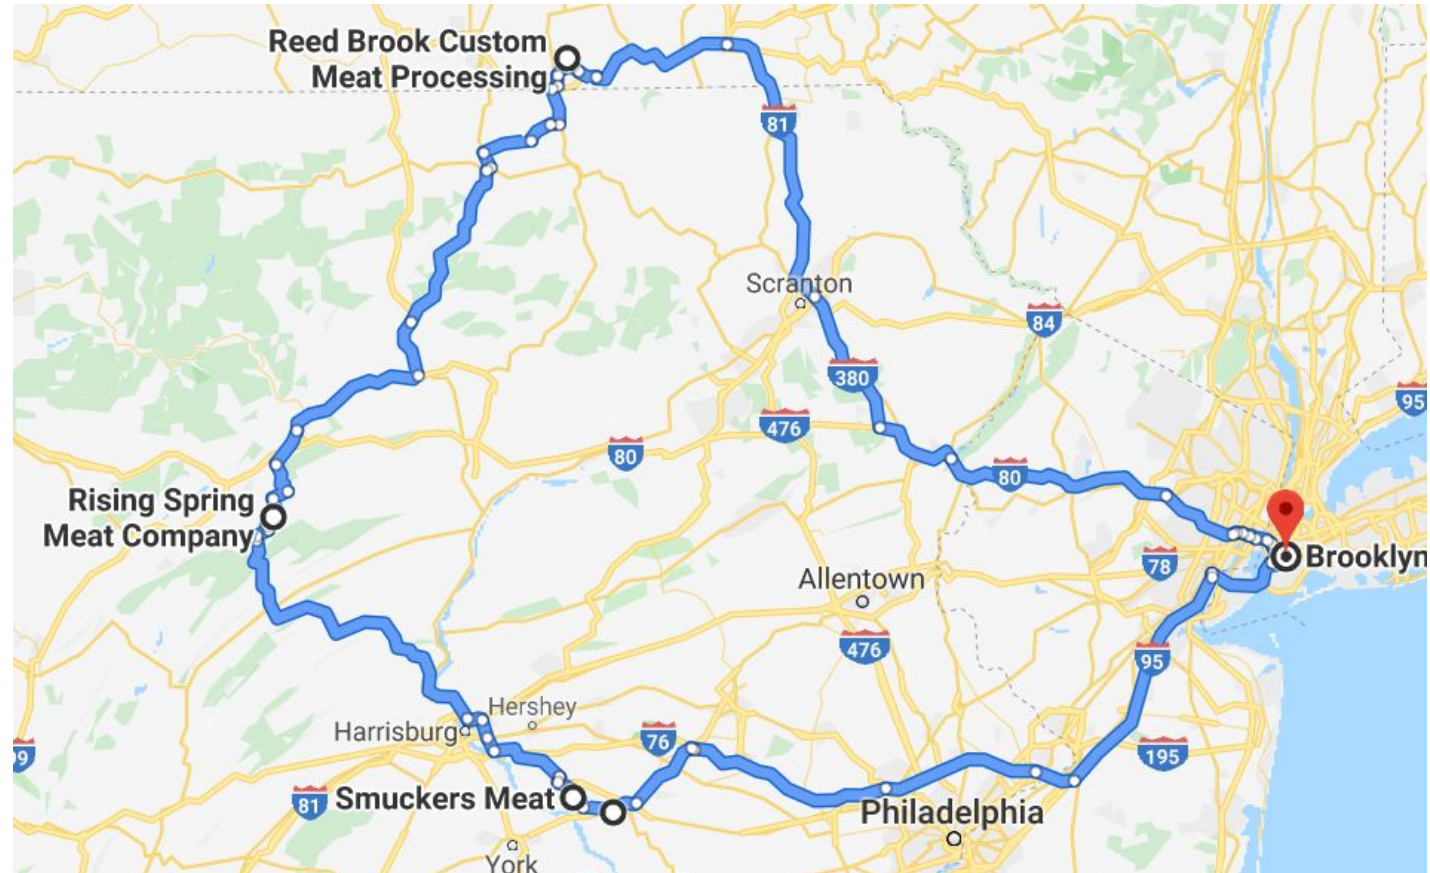 Reed Brook Custom
Meat Processing
81
Scranton
84
380
95
476
80
80
Rising Spring
Meat Company
Brooklyn
78
Allentown
476
95
Hershey
Harrisburg
76
195
99
81
Smuckers Meat
Philadelphia
York